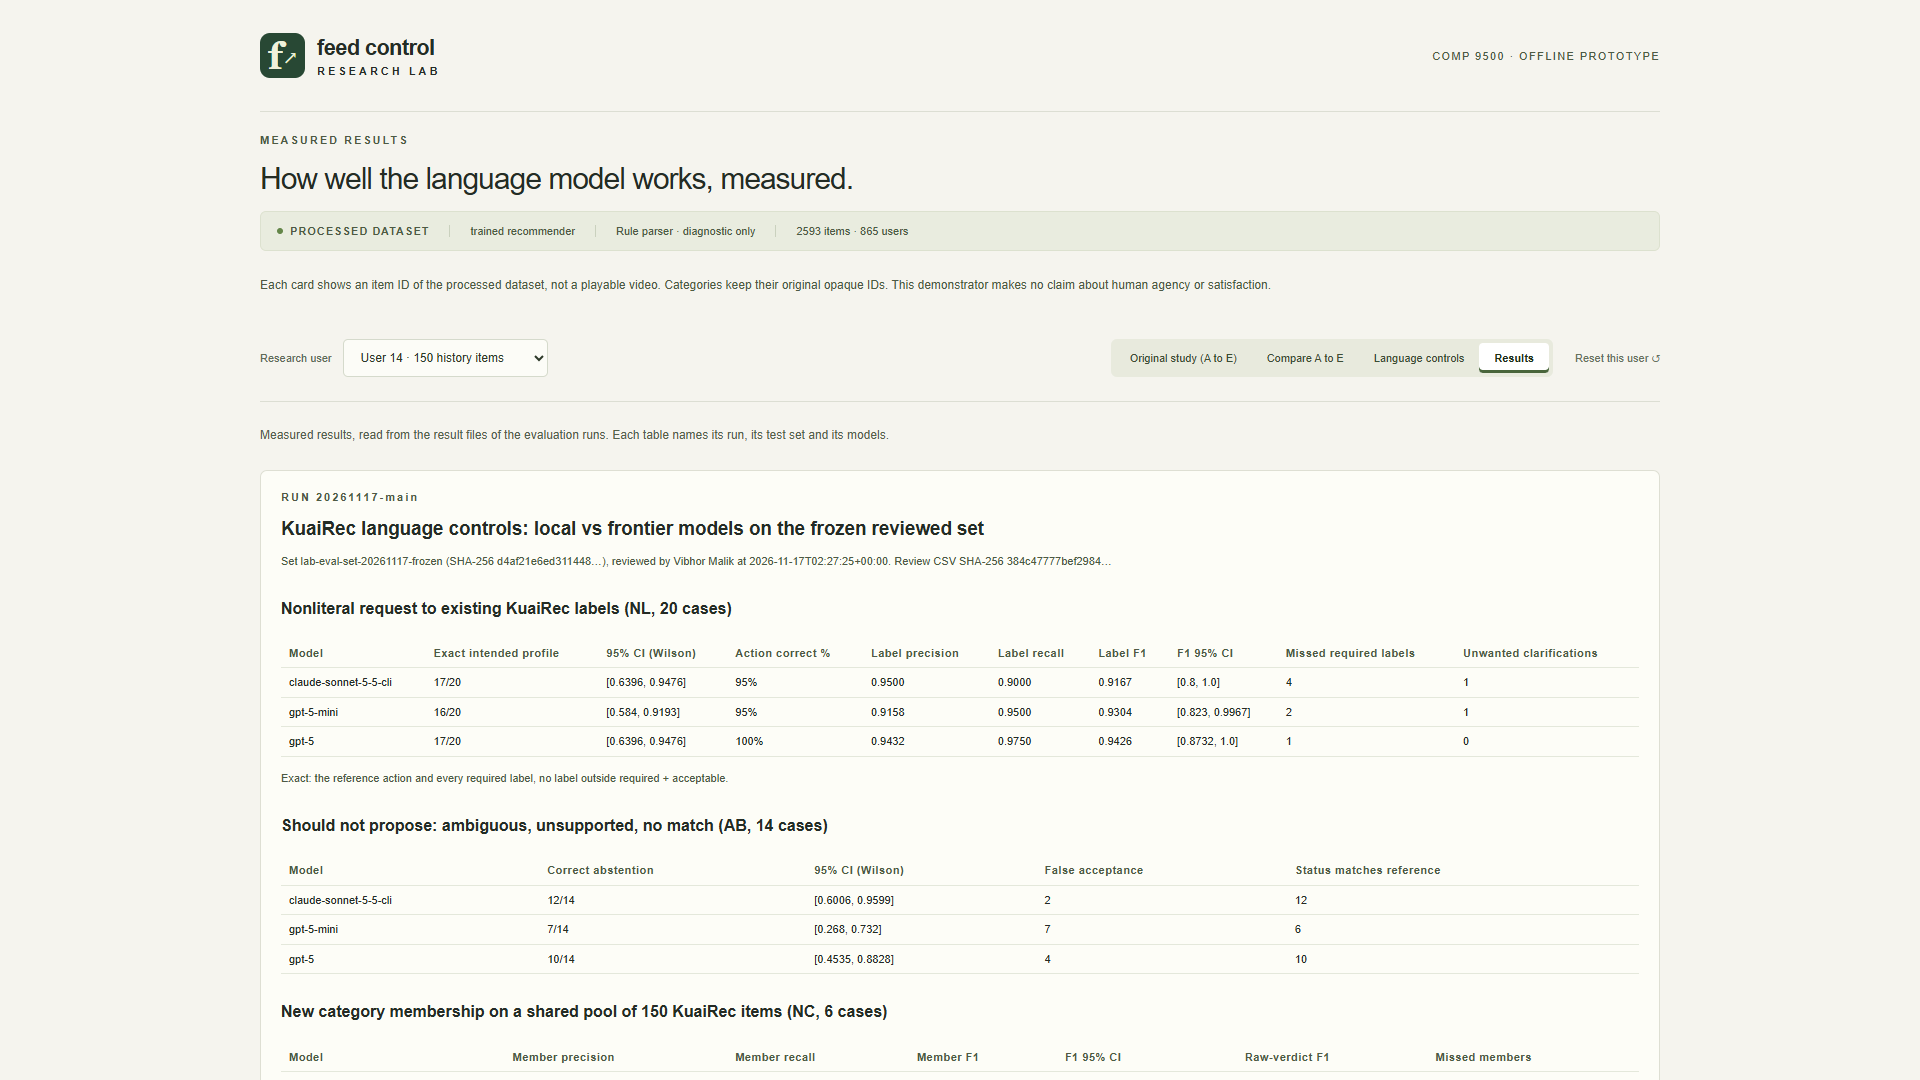 f↗ feed control
RESEARCH LAB
COMP 9500 · OFFLINE PROTOTYPE
MEASURED RESULTS
How well the language model works, measured.
PROCESSED DATASET trained recommender Rule parser · diagnostic only 2593 items · 865 users
Each card shows an item ID of the processed dataset, not a playable video. Categories keep their original opaque IDs. This demonstrator makes no claim about human agency or satisfaction.
Research user User 14 · 150 history items Original study (A to E) Compare A to E Language controls Results Reset this user ↺
Measured results, read from the result files of the evaluation runs. Each table names its run, its test set and its models.
RUN 20261117-main
KuaiRec language controls: local vs frontier models on the frozen reviewed set
Set lab-eval-set-20261117-frozen (SHA-256 d4af21e6ed311448…), reviewed by Vibhor Malik at 2026-11-17T02:27:25+00:00. Review CSV SHA-256 384c47777bef2984…
Nonliteral request to existing KuaiRec labels (NL, 20 cases)
Model Exact intended profile 95% CI (Wilson) Action correct % Label precision Label recall Label F1 F1 95% CI Missed required labels Unwanted clarifications
claude-sonnet-5-5-cli 17/20 [0.6396, 0.9476] 95% 0.9500 0.9000 0.9167 [0.8, 1.0] 4 1
gpt-5-mini 16/20 [0.584, 0.9193] 95% 0.9158 0.9500 0.9304 [0.823, 0.9967] 2 1
gpt-5 17/20 [0.6396, 0.9476] 100% 0.9432 0.9750 0.9426 [0.8732, 1.0] 1 0
Exact: the reference action and every required label, no label outside required + acceptable.
Should not propose: ambiguous, unsupported, no match (AB, 14 cases)
Model Correct abstention 95% CI (Wilson) False acceptance Status matches reference
claude-sonnet-5-5-cli 12/14 [0.6006, 0.9599] 2 12
gpt-5-mini 7/14 [0.268, 0.732] 7 6
gpt-5 10/14 [0.4535, 0.8828] 4 10
New category membership on a shared pool of 150 KuaiRec items (NC, 6 cases)
Model Member precision Member recall Member F1 F1 95% CI Raw-verdict F1 Missed members